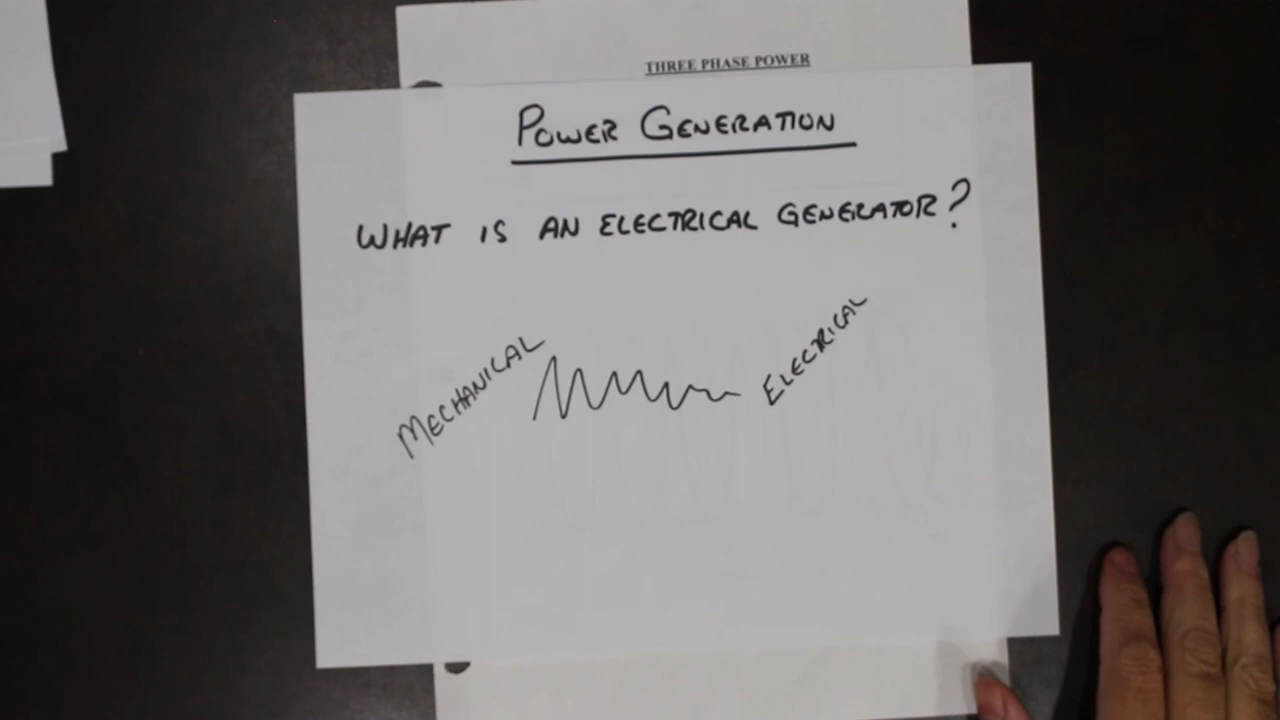 THREE PHASE POWER
POWER GENERATION
WHAT IS AN ELECTRICAL GENERATOR?
MECHANICAL
ELECTRICAL